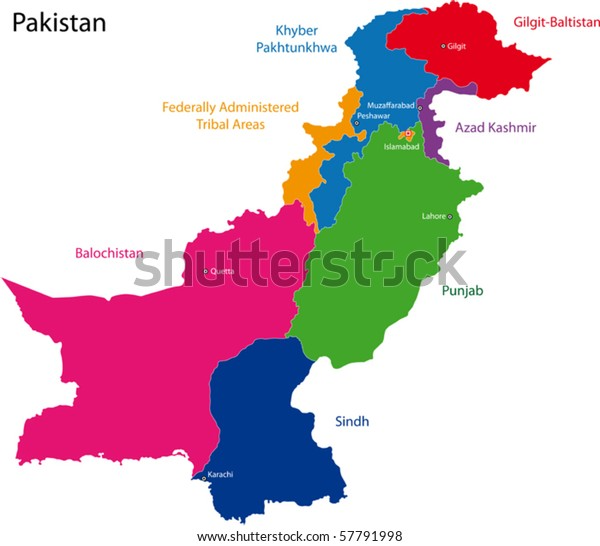 Pakistan
Gilgit-Baltistan
Khyber
Pakhtunkhwa
Gilgit
Federally Administered
Tribal Areas
Muzaffarabad
Peshawar
Azad Kashmir
Islamabad
Lahore
Balochistan
Quetta
shutterstock
Punjab
Sindh
Karachi
www.shutterstock.com · 57791998